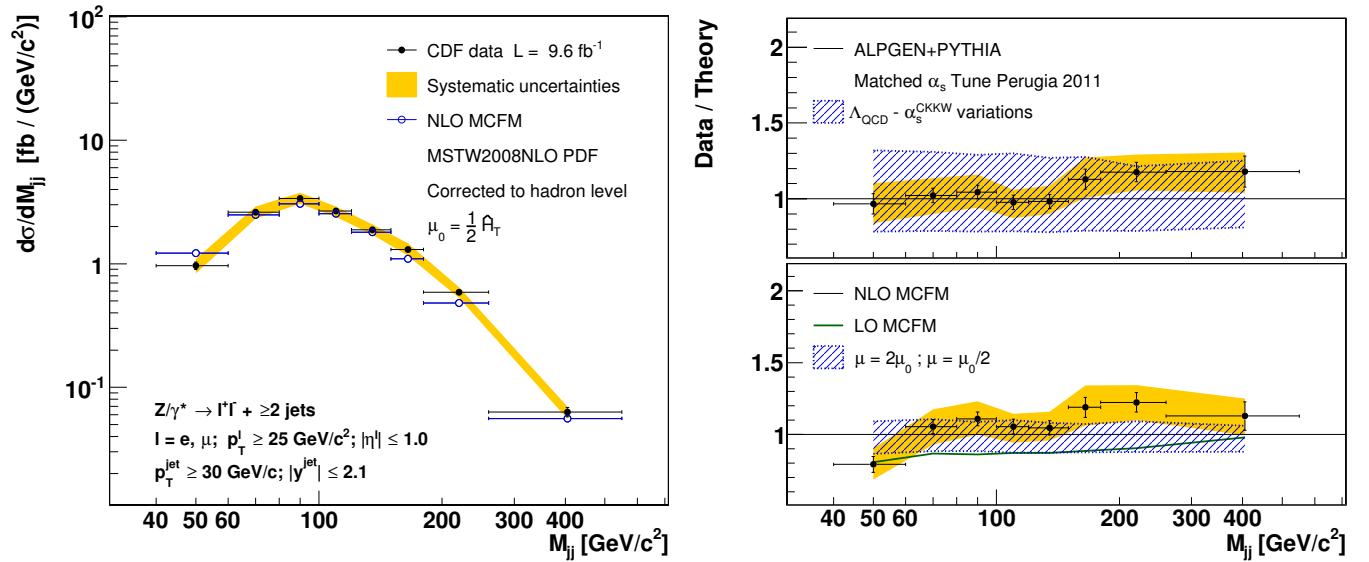 dσ/dM_jj [fb / (GeV/c²)]
10²
10
1
10⁻¹
CDF data L = 9.6 fb⁻¹
Systematic uncertainties
NLO MCFM
MSTW2008NLO PDF
Corrected to hadron level
μ₀ = 1/2 Ĥ_T
Z/γ* → l⁺l⁻ + ≥2 jets
l = e, μ; p_T^l ≥ 25 GeV/c²; |η^l| ≤ 1.0
p_T^jet ≥ 30 GeV/c; |y^jet| ≤ 2.1
40 50 60 100 200 300 400
M_jj [GeV/c²]
Data / Theory
2
1.5
1
ALPGEN+PYTHIA
Matched α_s Tune Perugia 2011
Λ_QCD - α_s^CKKW variations
2
1.5
1
NLO MCFM
LO MCFM
μ = 2μ₀ ; μ = μ₀/2
40 50 60 100 200 300 400
M_jj [GeV/c²]